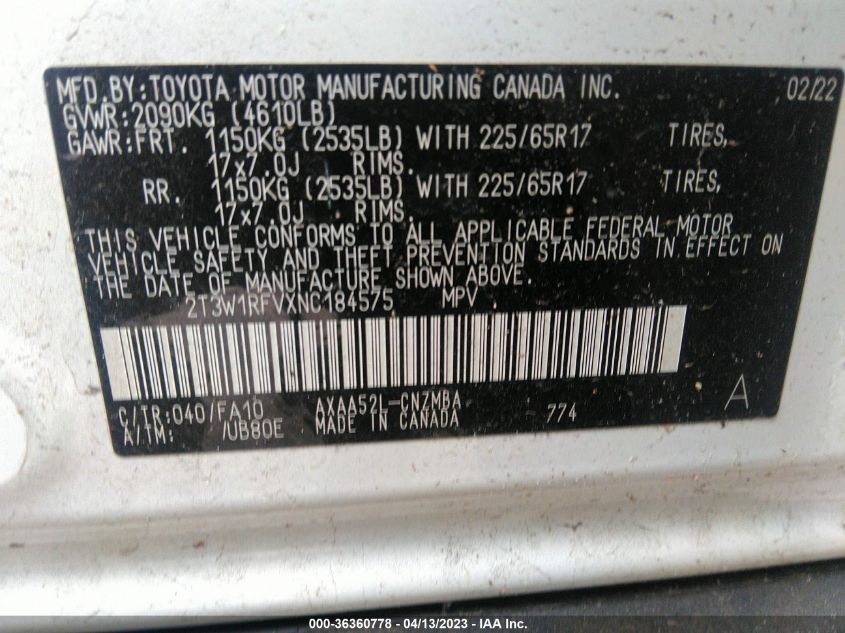 MFD. BY: TOYOTA MOTOR MANUFACTURING CANADA INC. 02/22
GVWR: 2090KG (4610LB)
GAWR: FRT. 1150KG (2535LB) WITH 225/65R17 TIRES,
17x7.0J RIMS.
RR. 1150KG (2535LB) WITH 225/65R17 TIRES,
17x7.0J RIMS.
THIS VEHICLE CONFORMS TO ALL APPLICABLE FEDERAL MOTOR
VEHICLE SAFETY AND THEFT PREVENTION STANDARDS IN EFFECT ON
THE DATE OF MANUFACTURE SHOWN ABOVE.
2T3W1RFVXNC184575 MPV
C/TR: 040/FA10 AXAA52L-CNZMBA 774 A
A/TM: /UB80E MADE IN CANADA
000-36360778 - 04/13/2023 - IAA Inc.